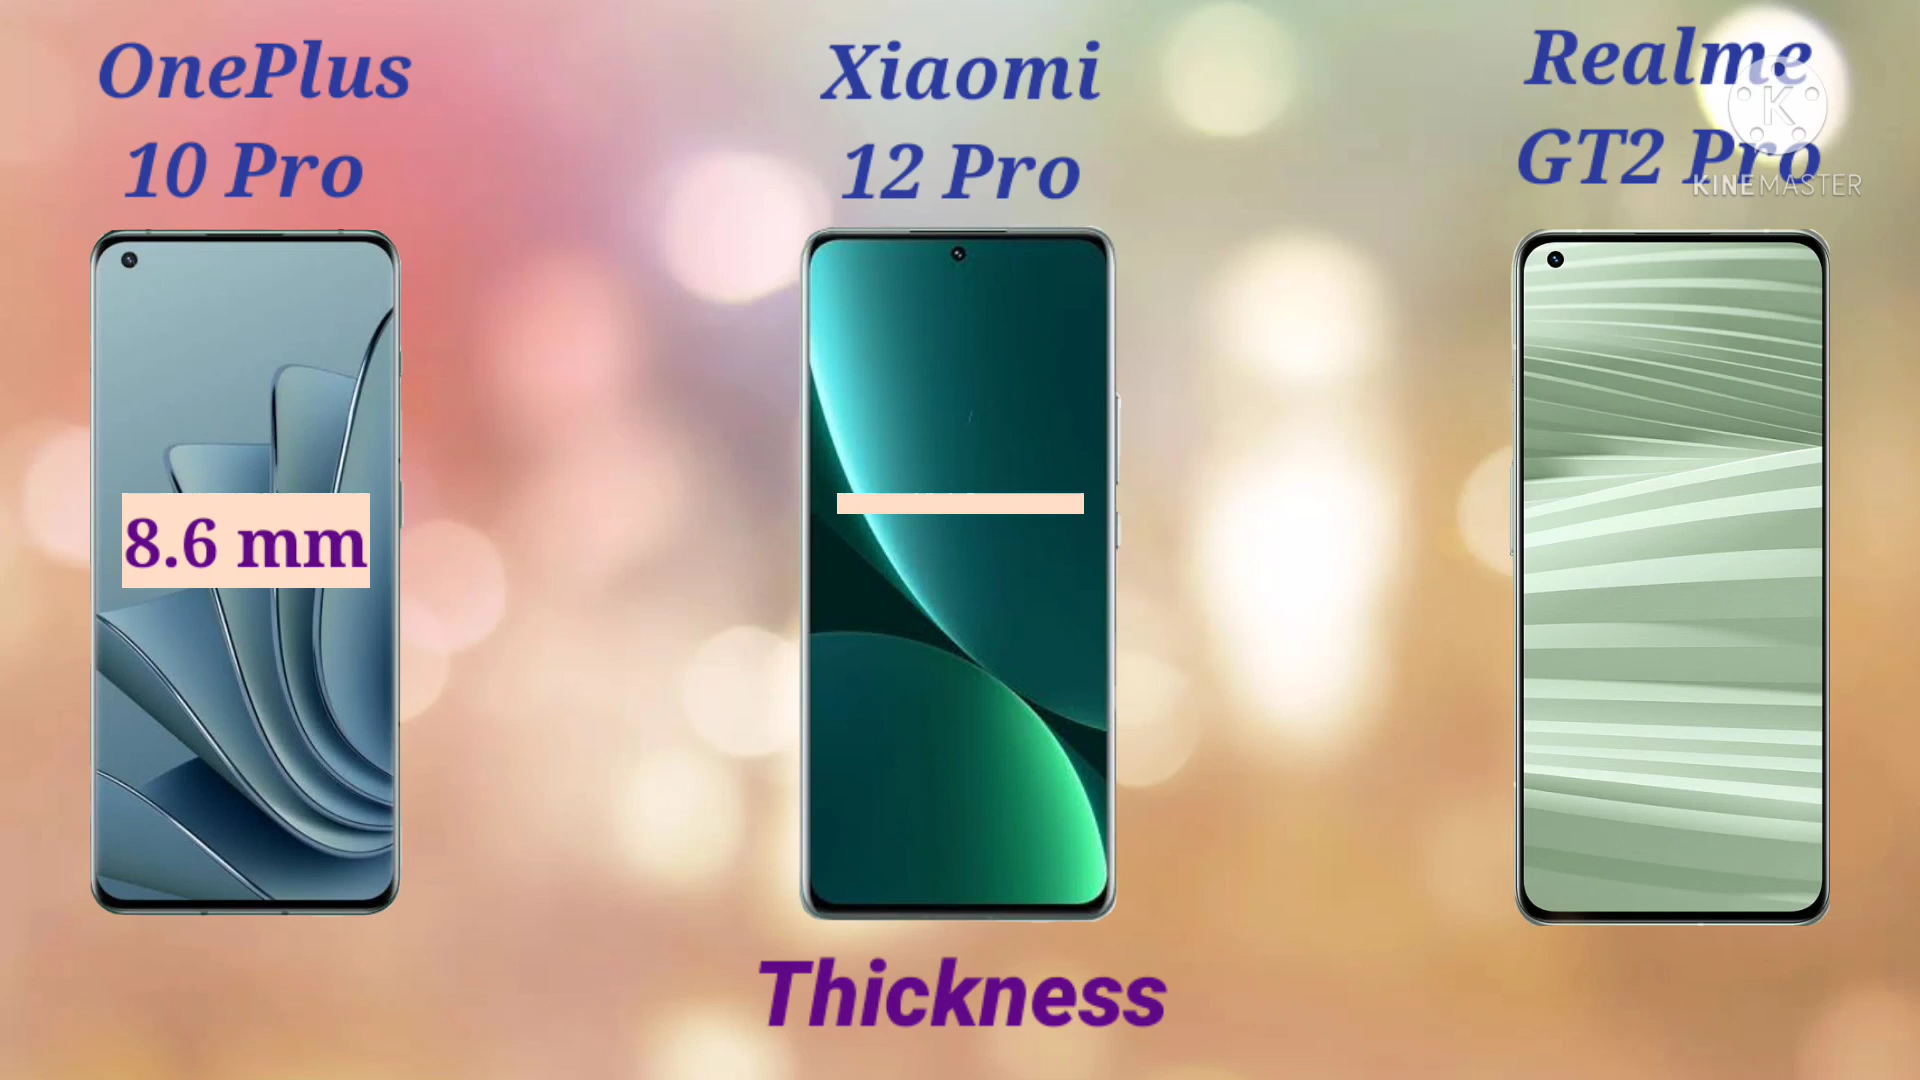 OnePlus
10 Pro
Xiaomi
12 Pro
Realme
GT2 Pro
K
KINEMASTER
8.6 mm
Thickness